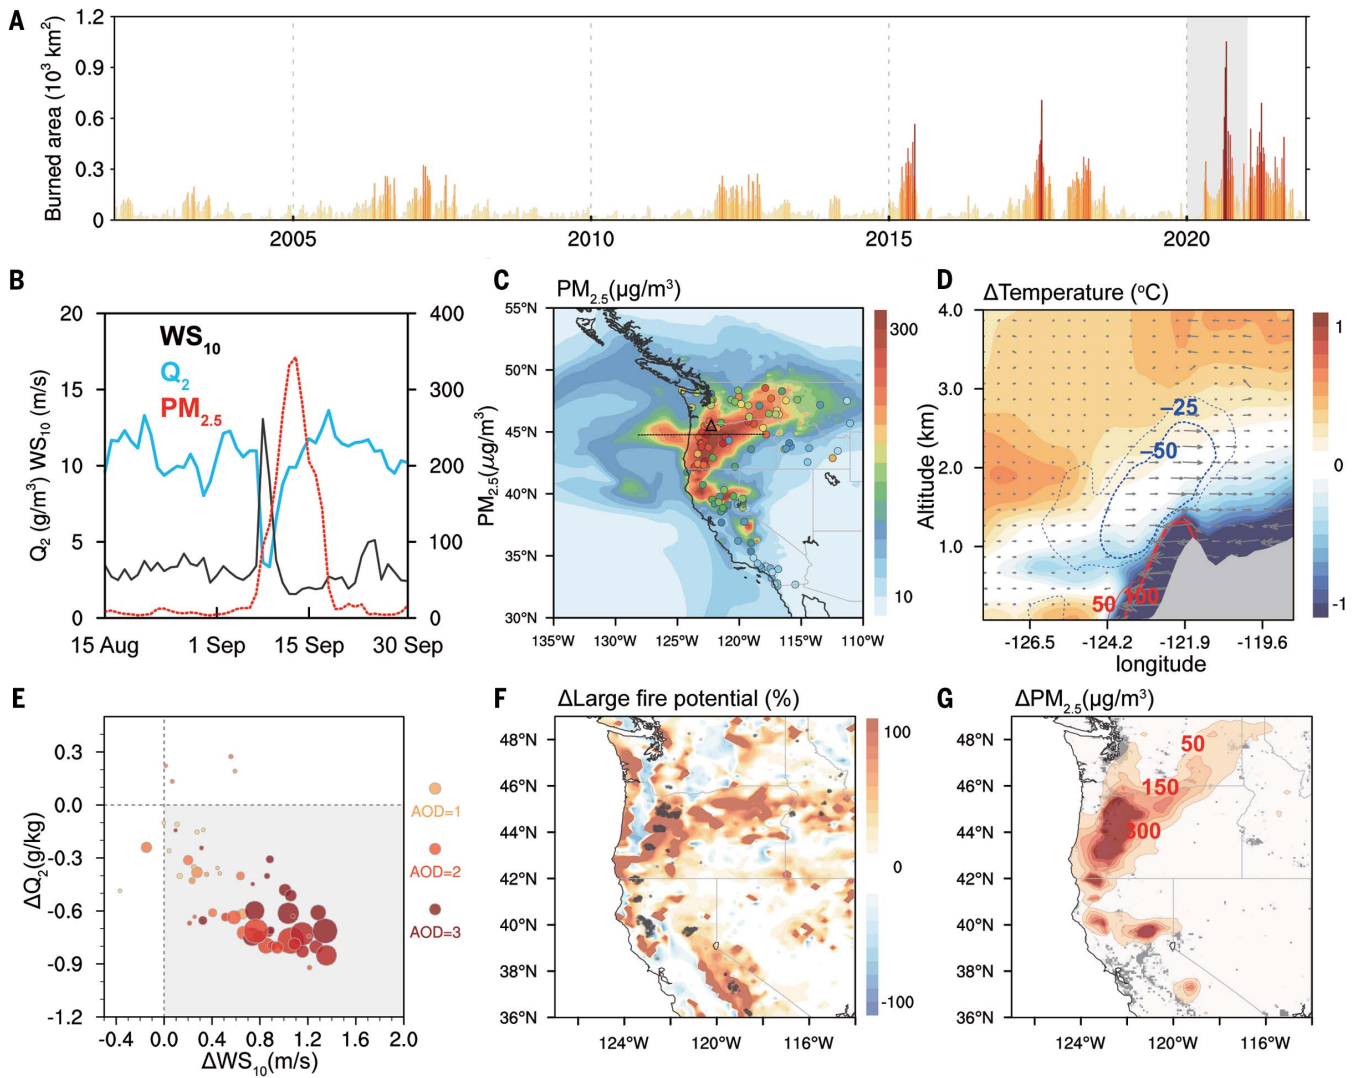 A
Burned area (10³ km²)
1.2
0.9
0.6
0.3
0
2005
2010
2015
2020
B
WS₁₀
Q₂
PM₂.₅
Q₂ (g/m³) WS₁₀ (m/s)
20
15
10
5
0
PM₂.₅(μg/m³)
400
300
200
100
0
15 Aug
1 Sep
15 Sep
30 Sep
C
PM₂.₅(μg/m³)
55°N
50°N
45°N
40°N
35°N
30°N
135°W
130°W
125°W
120°W
115°W
110°W
300
10
D
ΔTemperature (°C)
Altitude (km)
4.0
3.0
2.0
1.0
–25
–50
50
100
-126.5
-124.2
-121.9
-119.6
longitude
1
0
-1
E
ΔQ₂(g/kg)
0.3
0.0
-0.3
-0.6
-0.9
-1.2
-0.4
0.0
0.4
0.8
1.2
1.6
2.0
ΔWS₁₀(m/s)
AOD=1
AOD=2
AOD=3
F
ΔLarge fire potential (%)
48°N
46°N
44°N
42°N
40°N
38°N
36°N
124°W
120°W
116°W
100
0
-100
G
ΔPM₂.₅(μg/m³)
48°N
46°N
44°N
42°N
40°N
38°N
36°N
124°W
120°W
116°W
50
150
300